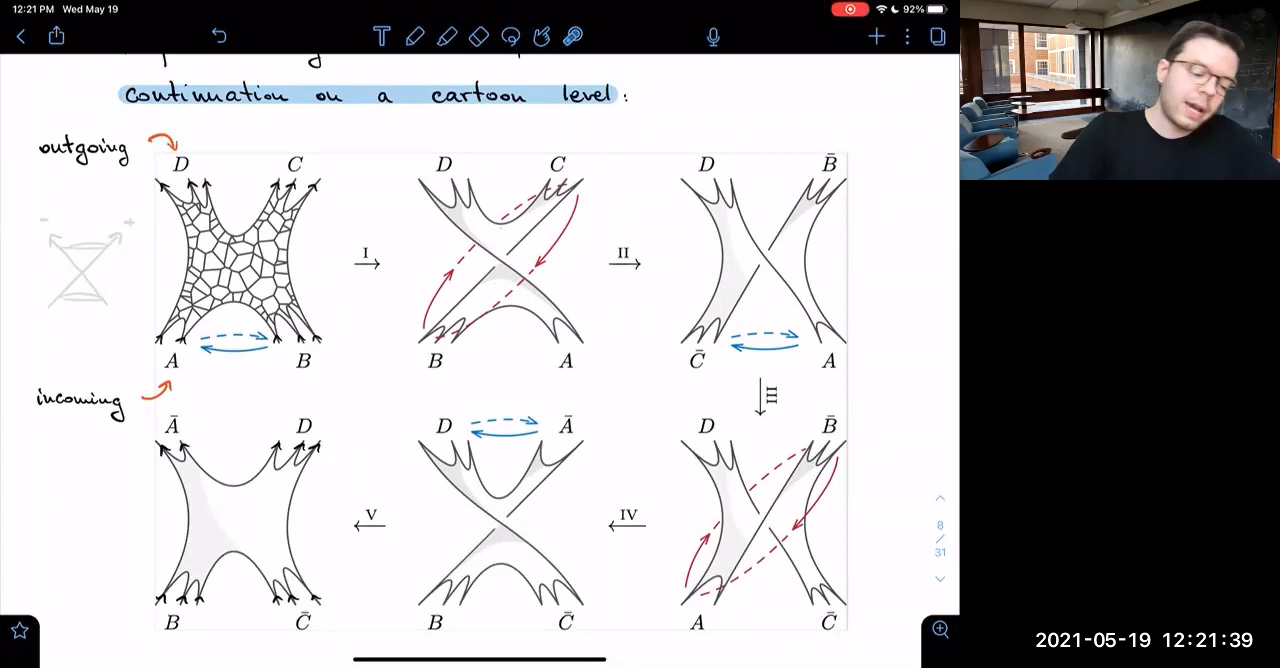 12:21 PM Wed May 19
92%
T
continuation on a cartoon level:
outgoing
D C D C D B̄
I II
A B B A C̄ A
III
incoming
Ā D D Ā D B̄
V IV
8
/
31
B C̄ B C̄ A C̄
2021-05-19 12:21:39